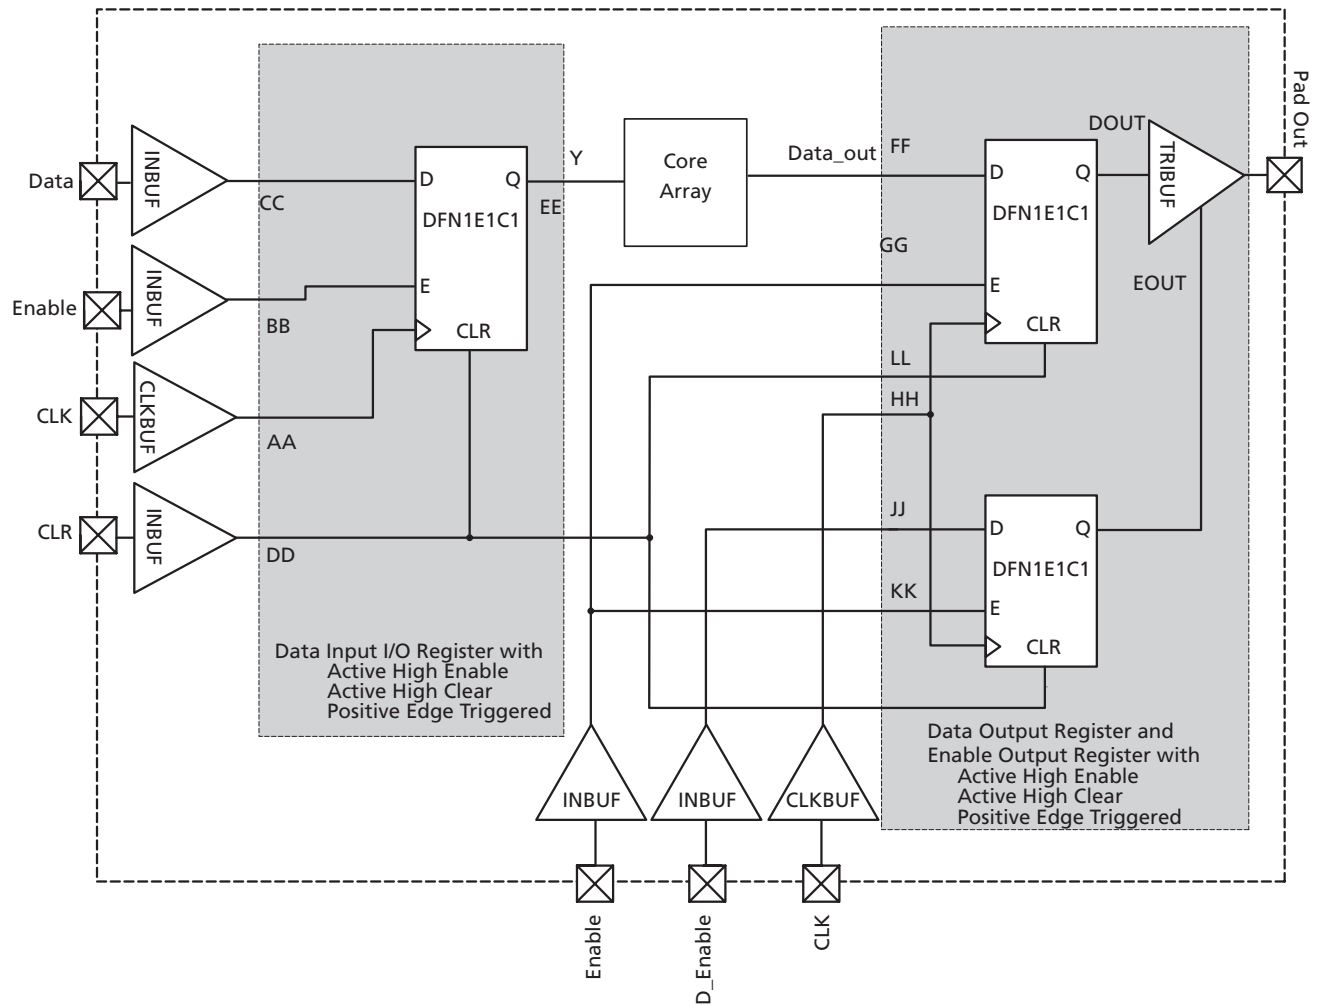 Data
INBUF
CC
Enable
INBUF
BB
CLK
CLKBUF
AA
CLR
INBUF
DD
D
Q
DFN1E1C1
E
CLR
Y
EE
Data Input I/O Register with
Active High Enable
Active High Clear
Positive Edge Triggered
Core
Array
Data_out
FF
GG
LL
HH
JJ
KK
D
Q
DFN1E1C1
E
CLR
DOUT
TRIBUF
EOUT
Pad Out
D
Q
DFN1E1C1
E
CLR
Data Output Register and
Enable Output Register with
Active High Enable
Active High Clear
Positive Edge Triggered
INBUF
INBUF
CLKBUF
Enable
D_Enable
CLK